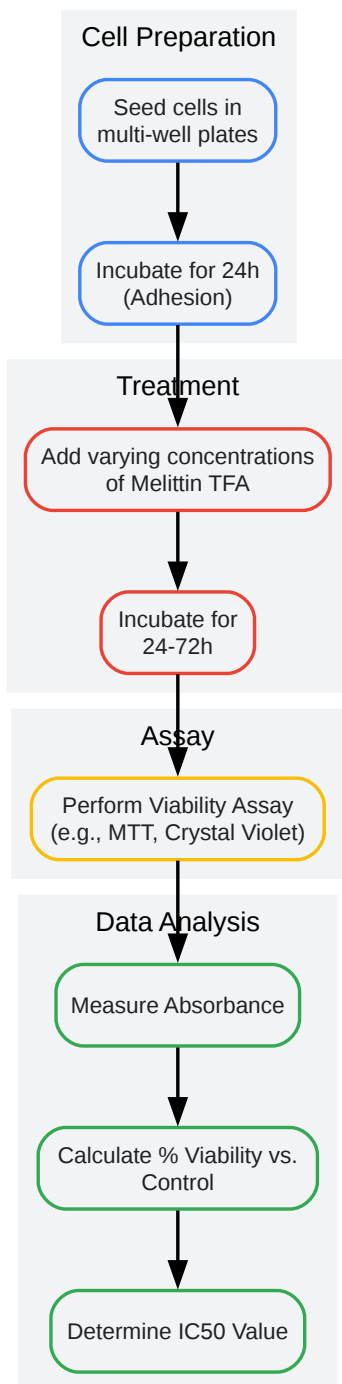 Cell Preparation
Seed cells in
multi-well plates
Incubate for 24h
(Adhesion)
Treatment
Add varying concentrations
of Melittin TFA
Incubate for
24-72h
Assay
Perform Viability Assay
(e.g., MTT, Crystal Violet)
Data Analysis
Measure Absorbance
Calculate % Viability vs.
Control
Determine IC50 Value